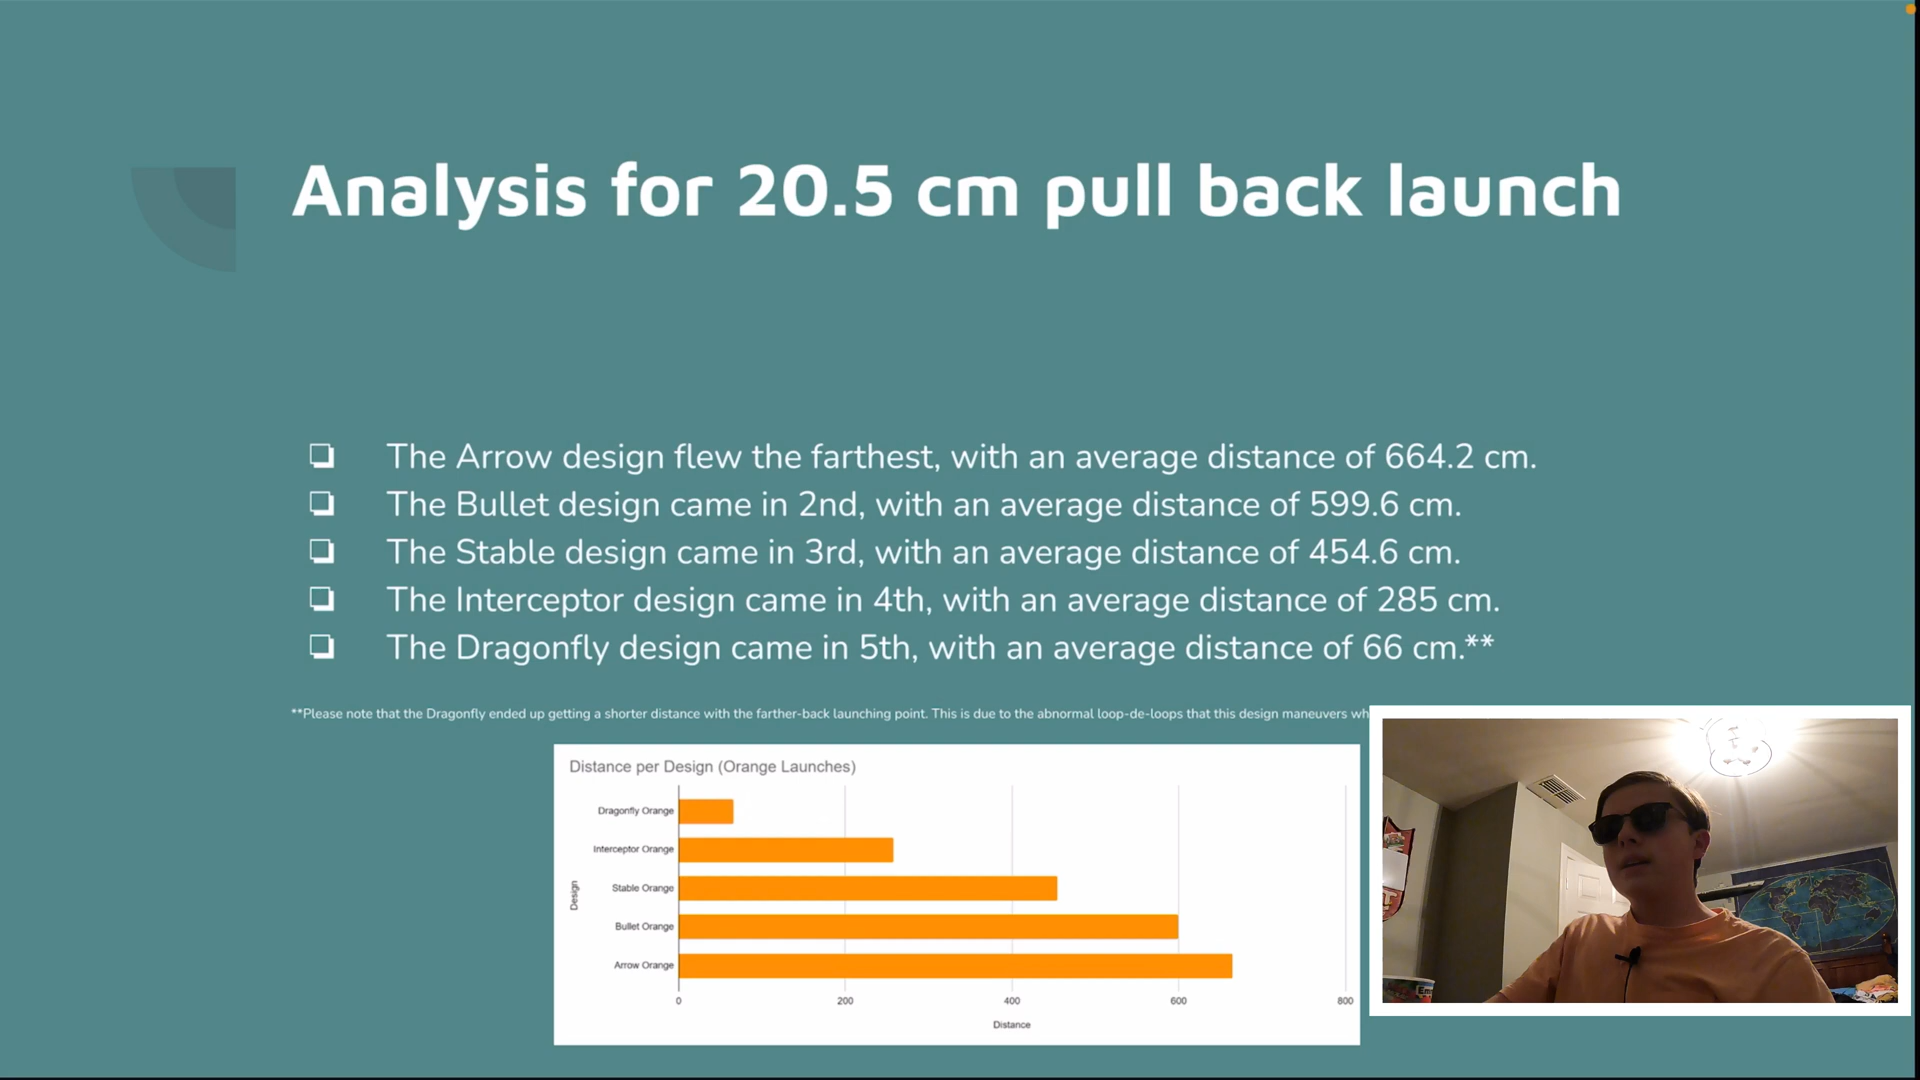 Analysis for 20.5 cm pull back launch
❏ The Arrow design flew the farthest, with an average distance of 664.2 cm.
❏ The Bullet design came in 2nd, with an average distance of 599.6 cm.
❏ The Stable design came in 3rd, with an average distance of 454.6 cm.
❏ The Interceptor design came in 4th, with an average distance of 285 cm.
❏ The Dragonfly design came in 5th, with an average distance of 66 cm.**
**Please note that the Dragonfly ended up getting a shorter distance with the farther-back launching point. This is due to the abnormal loop-de-loops that this design maneuvers
Distance per Design (Orange Launches)
Design
Dragonfly Orange
Interceptor Orange
Stable Orange
Bullet Orange
Arrow Orange
0 200 400 600 800
Distance